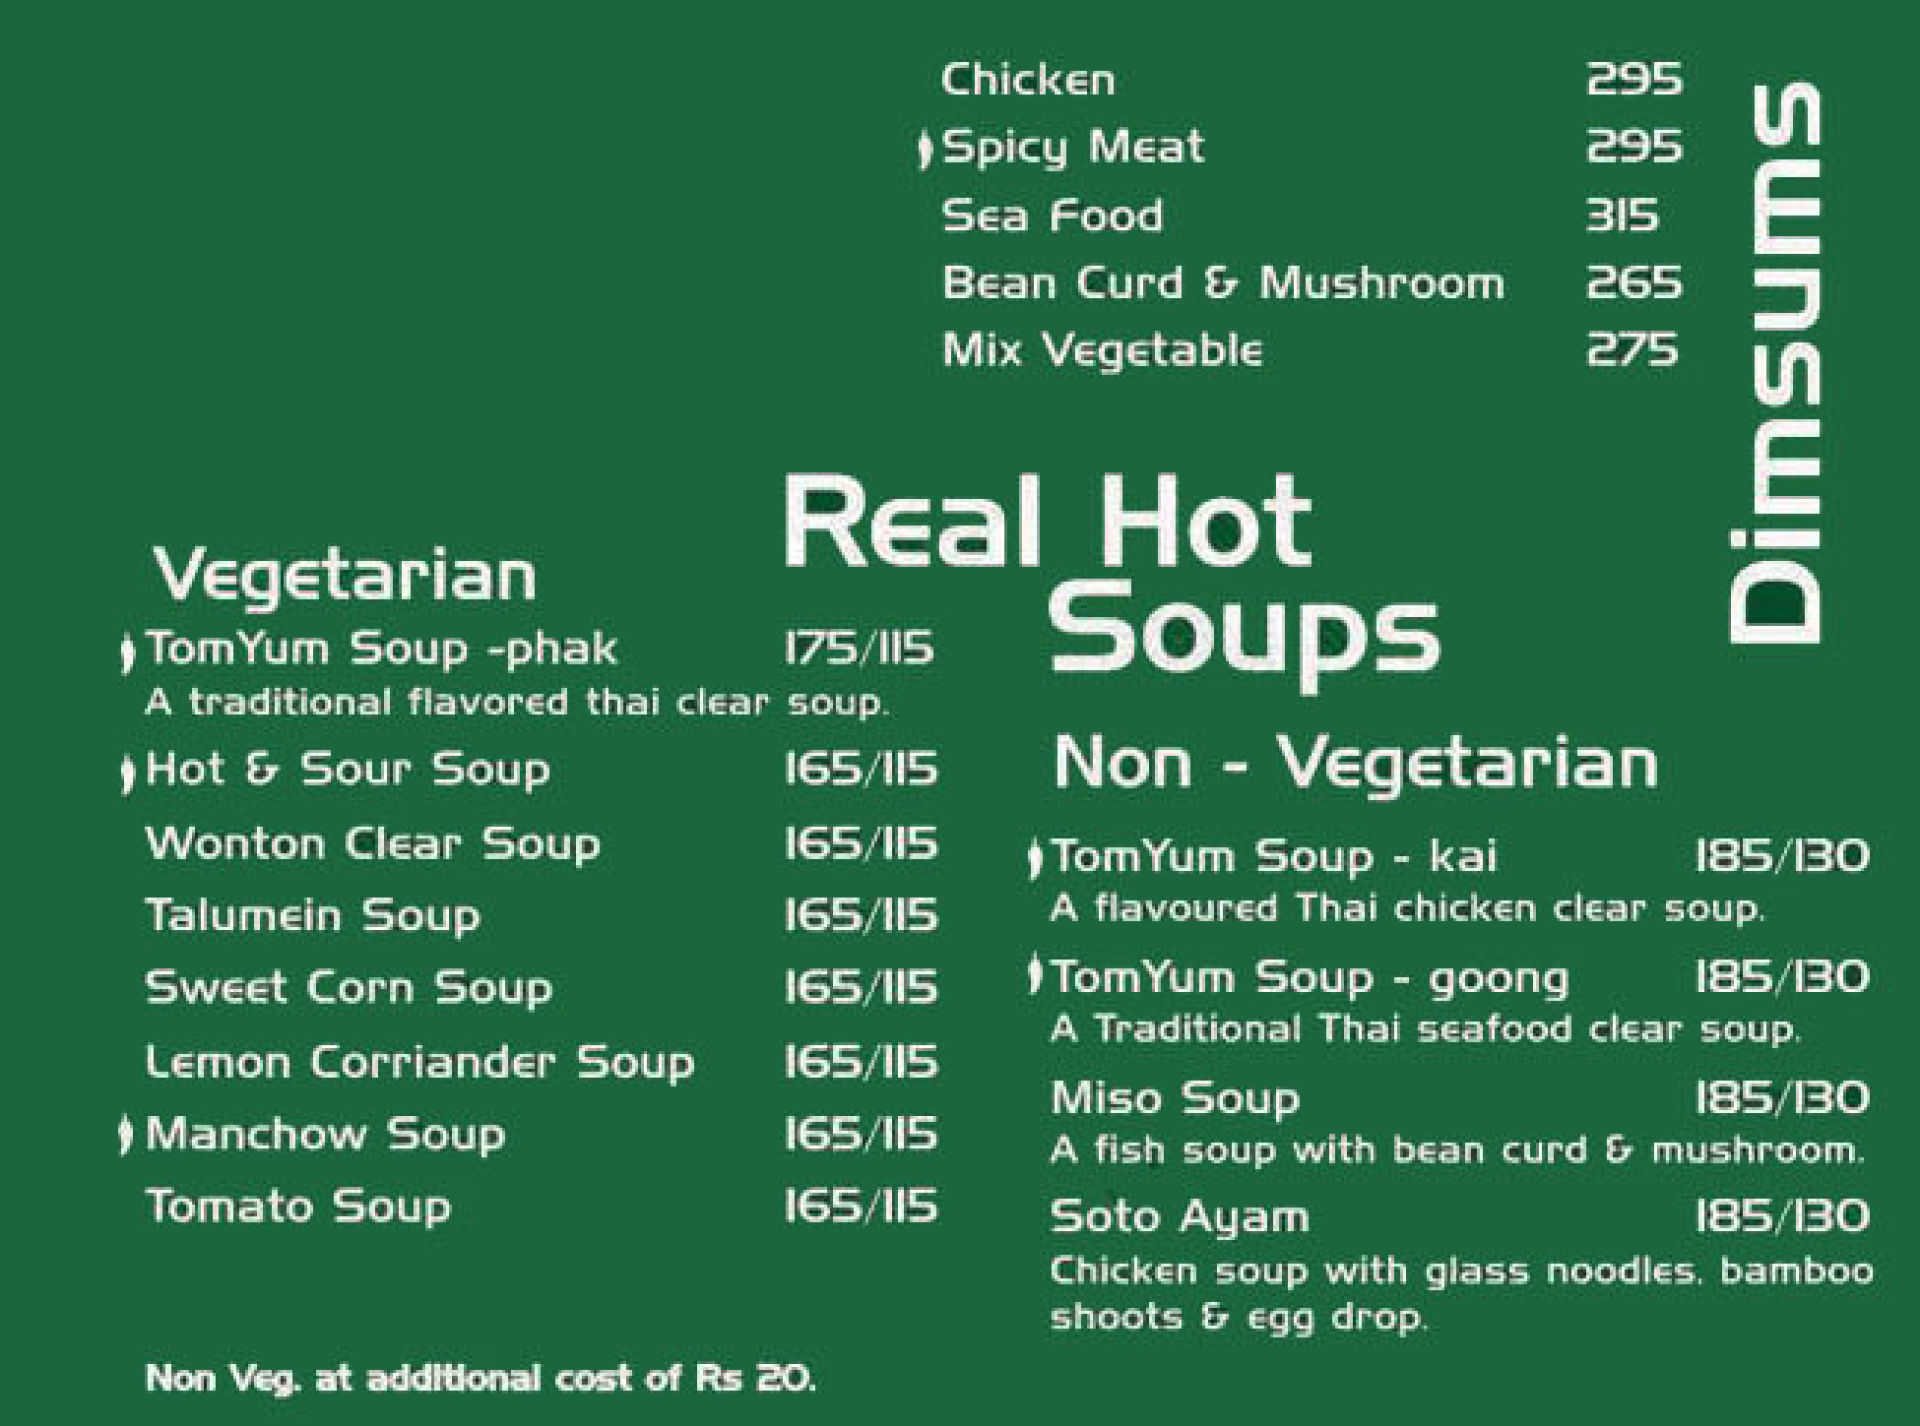 Dimsums
Chicken 295
Spicy Meat 295
Sea Food 315
Bean Curd & Mushroom 265
Mix Vegetable 275
Real Hot
Soups
Vegetarian
TomYum Soup -phak 175/115
A traditional flavored thai clear soup.
Hot & Sour Soup 165/115
Wonton Clear Soup 165/115
Talumein Soup 165/115
Sweet Corn Soup 165/115
Lemon Corriander Soup 165/115
Manchow Soup 165/115
Tomato Soup 165/115
Non Veg. at additional cost of Rs 20.
Non - Vegetarian
TomYum Soup - kai 185/130
A flavoured Thai chicken clear soup.
TomYum Soup - goong 185/130
A Traditional Thai seafood clear soup.
Miso Soup 185/130
A fish soup with bean curd & mushroom.
Soto Ayam 185/130
Chicken soup with glass noodles, bamboo
shoots & egg drop.